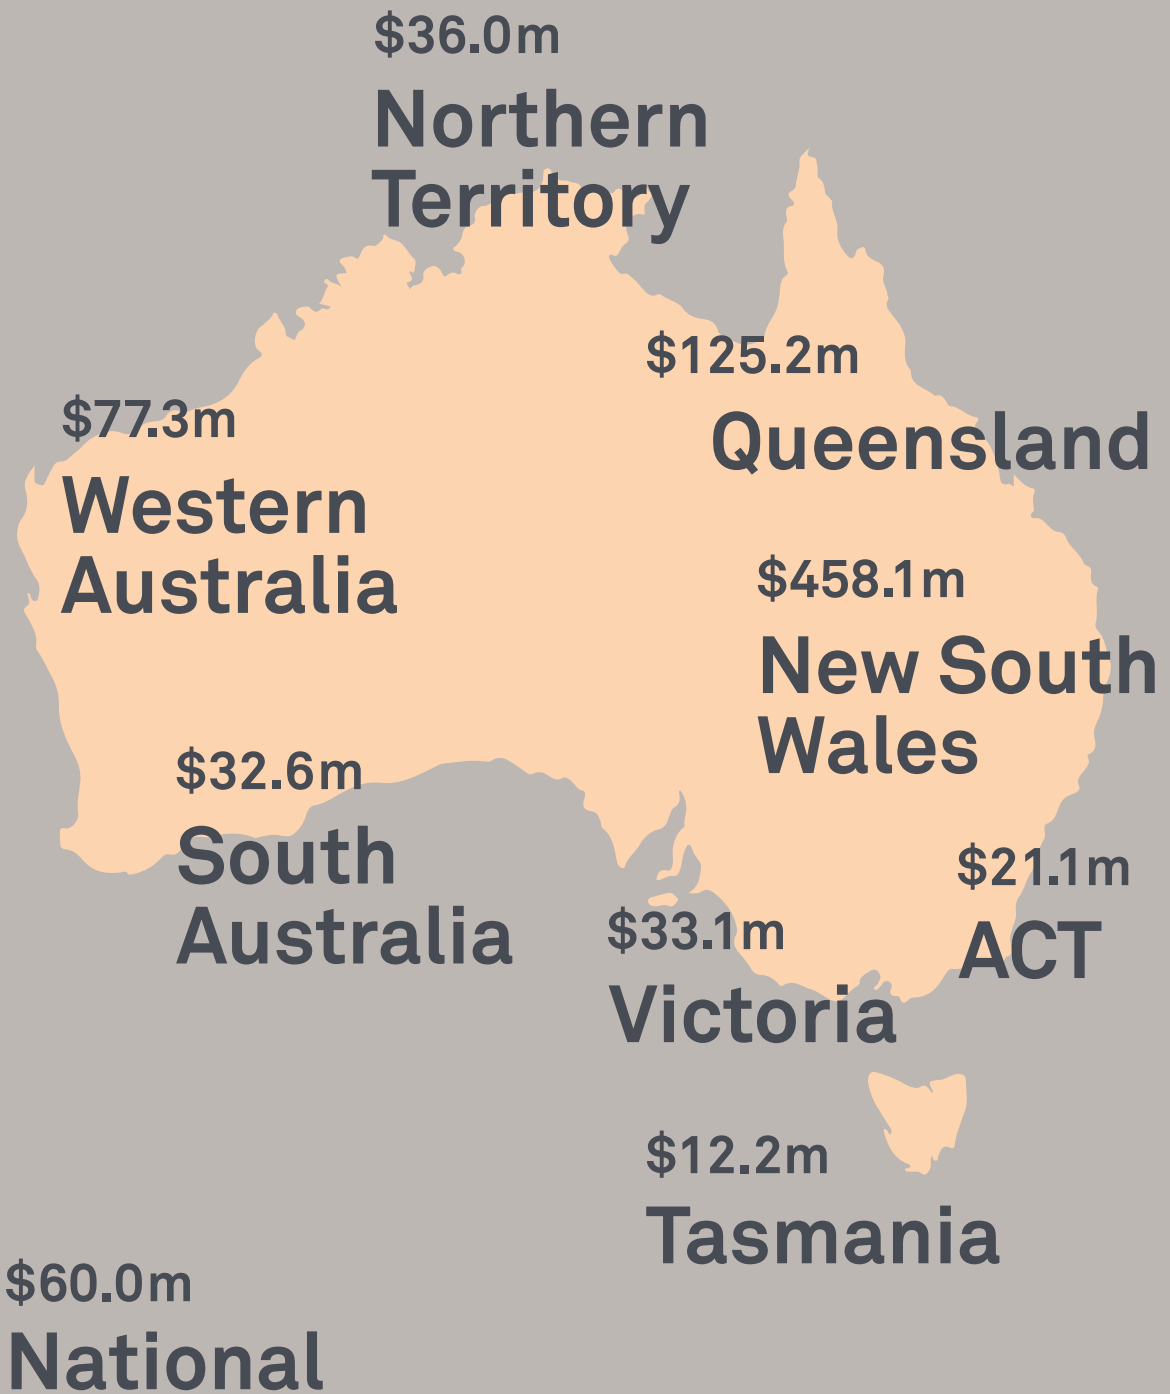 $36.0m
Northern
Territory
$125.2m
Queensland
$77.3m
Western
Australia
$458.1m
New South
Wales
$32.6m
South
Australia
$21.1m
ACT
$33.1m
Victoria
$12.2m
Tasmania
$60.0m
National